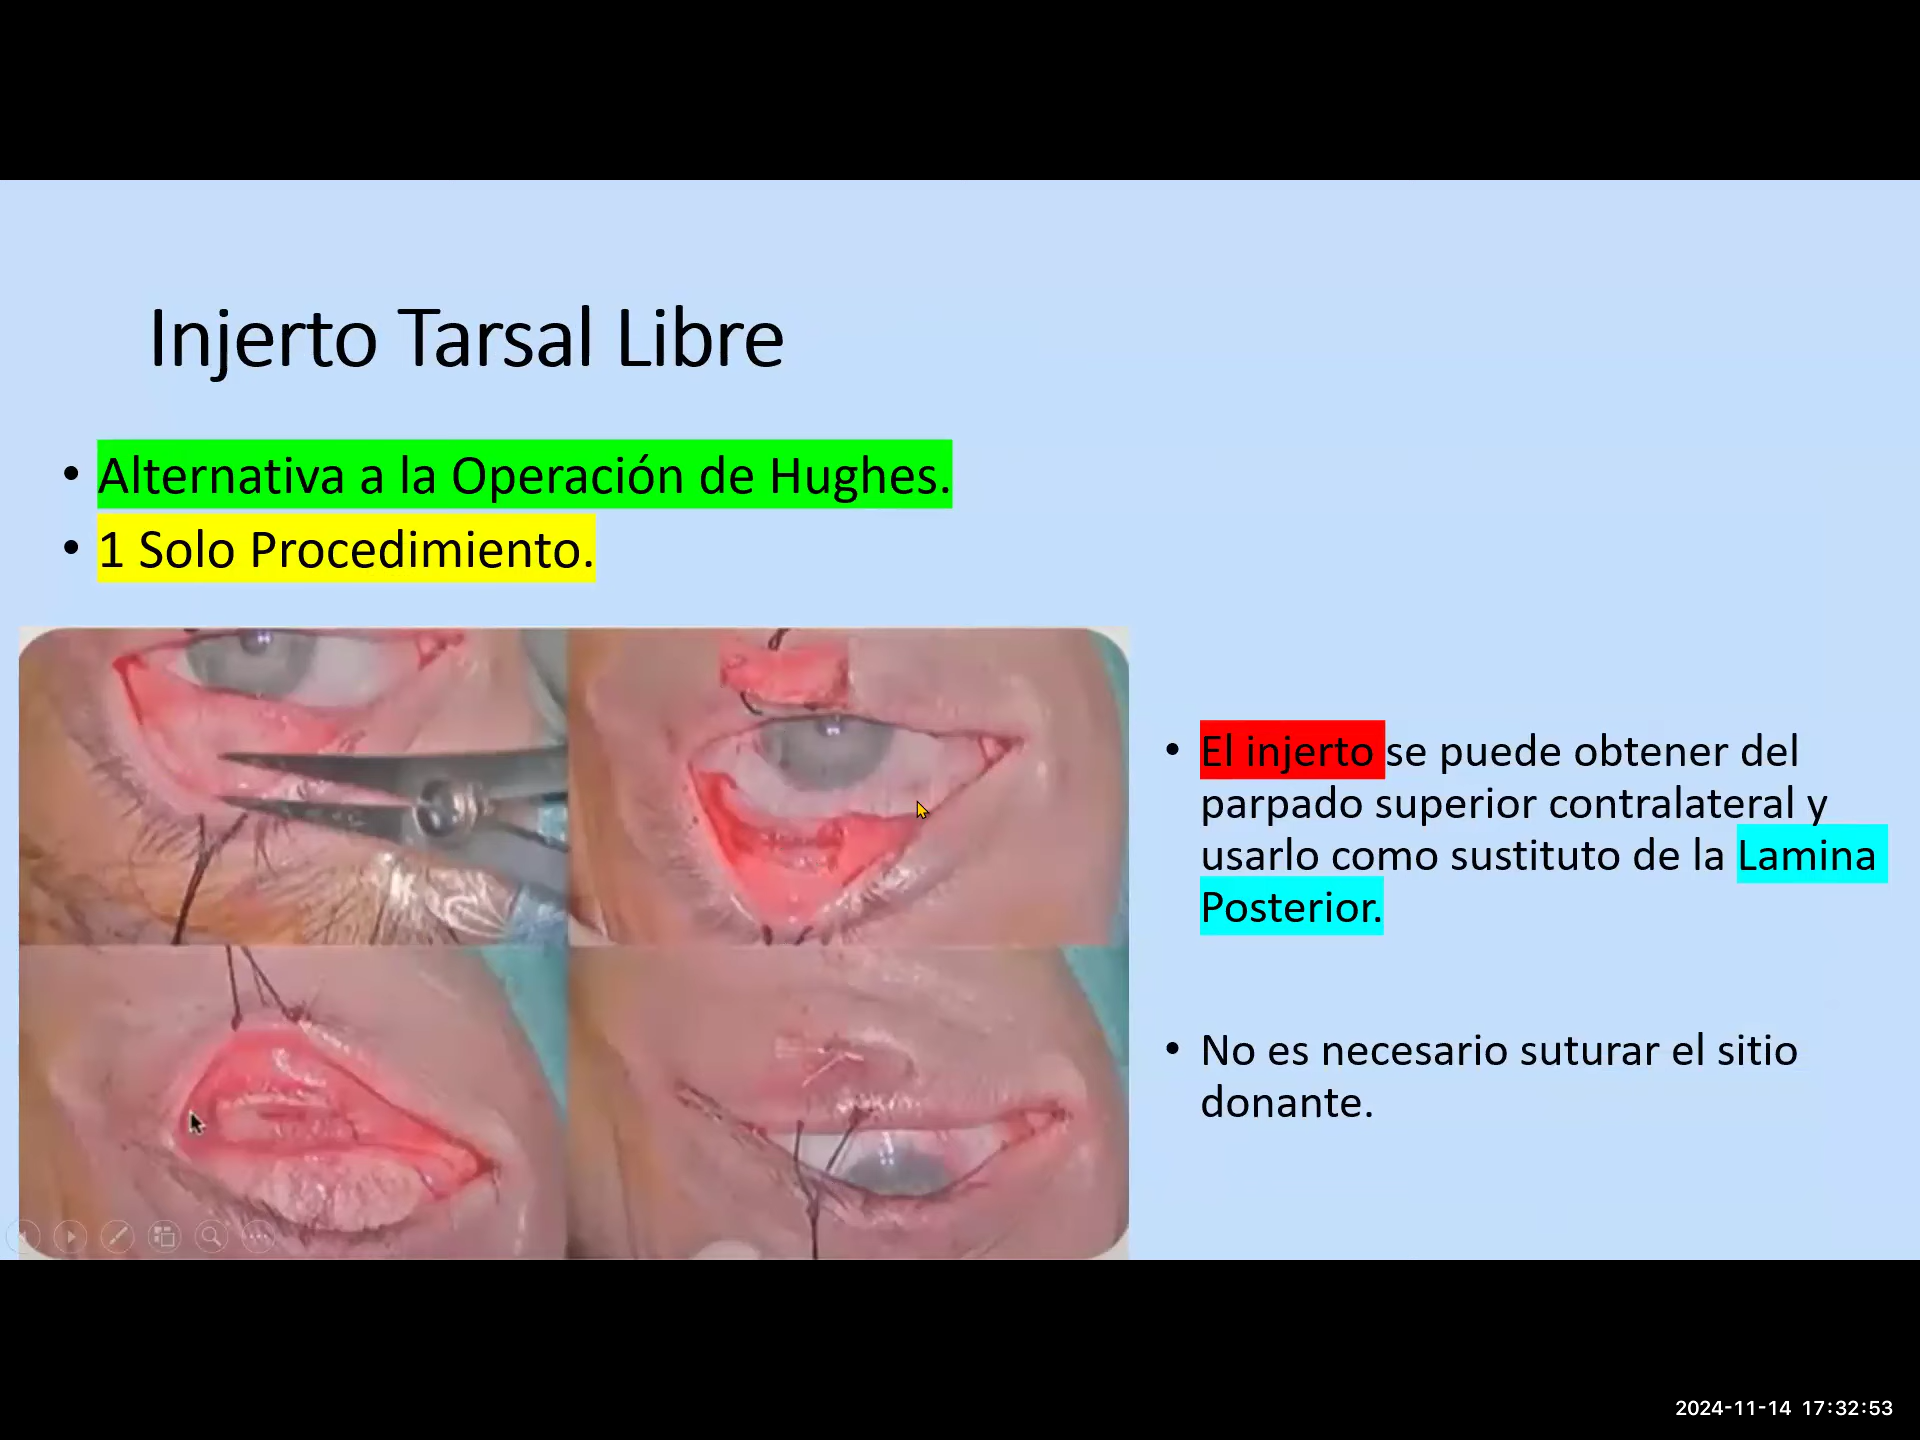 Injerto Tarsal Libre
• Alternativa a la Operación de Hughes.
• 1 Solo Procedimiento.
• El injerto se puede obtener del
parpado superior contralateral y
usarlo como sustituto de la Lamina
Posterior.
• No es necesario suturar el sitio
donante.
2024-11-14 17:32:53